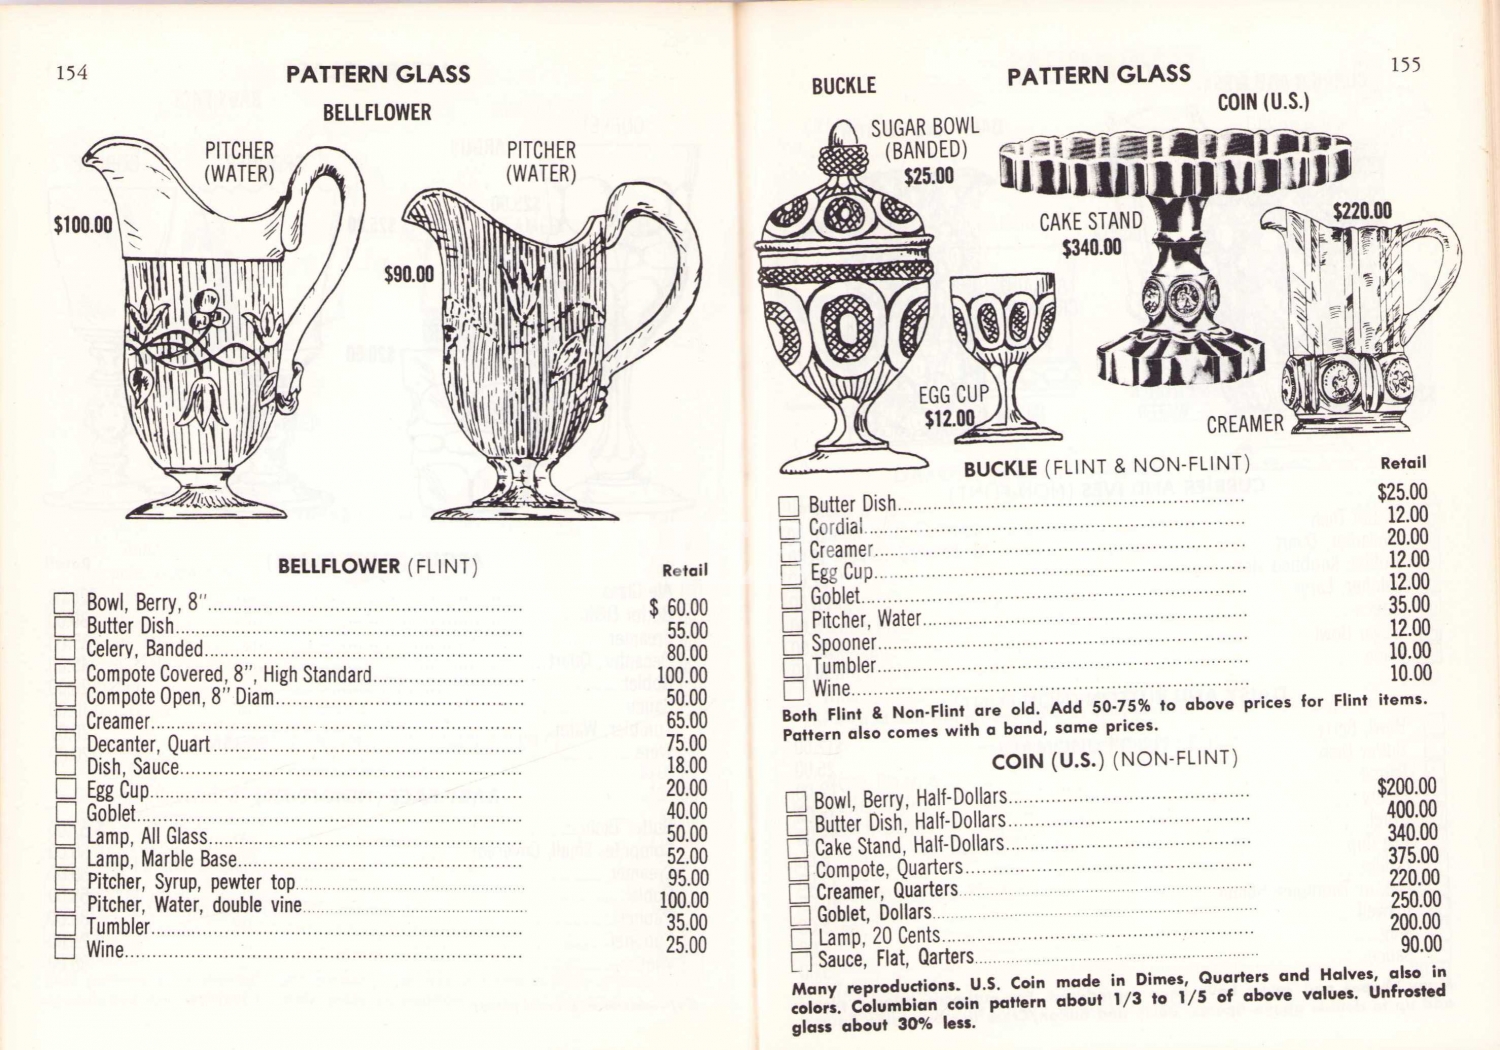 154
PATTERN GLASS
BELLFLOWER
PITCHER
(WATER)
$100.00
PITCHER
(WATER)
$90.00
BELLFLOWER (FLINT)
Retail
Bowl, Berry, 8" $ 60.00
Butter Dish 55.00
Celery, Banded 80.00
Compote Covered, 8", High Standard 100.00
Compote Open, 8" Diam. 50.00
Creamer 65.00
Decanter, Quart 75.00
Dish, Sauce 18.00
Egg Cup 20.00
Goblet 40.00
Lamp, All Glass 50.00
Lamp, Marble Base 52.00
Pitcher, Syrup, pewter top 95.00
Pitcher, Water, double vine 100.00
Tumbler 35.00
Wine 25.00
155
PATTERN GLASS
BUCKLE
COIN (U.S.)
SUGAR BOWL
(BANDED)
$25.00
CAKE STAND
$340.00
$220.00
EGG CUP
$12.00
CREAMER
BUCKLE (FLINT & NON-FLINT)
Retail
Butter Dish $25.00
Cordial 12.00
Creamer 20.00
Egg Cup 12.00
Goblet 12.00
Pitcher, Water 35.00
Spooner 12.00
Tumbler 10.00
Wine 10.00
Both Flint & Non-Flint are old. Add 50-75% to above prices for Flint items.
Pattern also comes with a band, same prices.
COIN (U.S.) (NON-FLINT)
Bowl, Berry, Half-Dollars $200.00
Butter Dish, Half-Dollars 400.00
Cake Stand, Half-Dollars 340.00
Compote, Quarters 375.00
Creamer, Quarters 220.00
Goblet, Dollars 250.00
Lamp, 20 Cents 200.00
Sauce, Flat, Qarters 90.00
Many reproductions. U.S. Coin made in Dimes, Quarters and Halves, also in
colors. Columbian coin pattern about 1/3 to 1/5 of above values. Unfrosted
glass about 30% less.